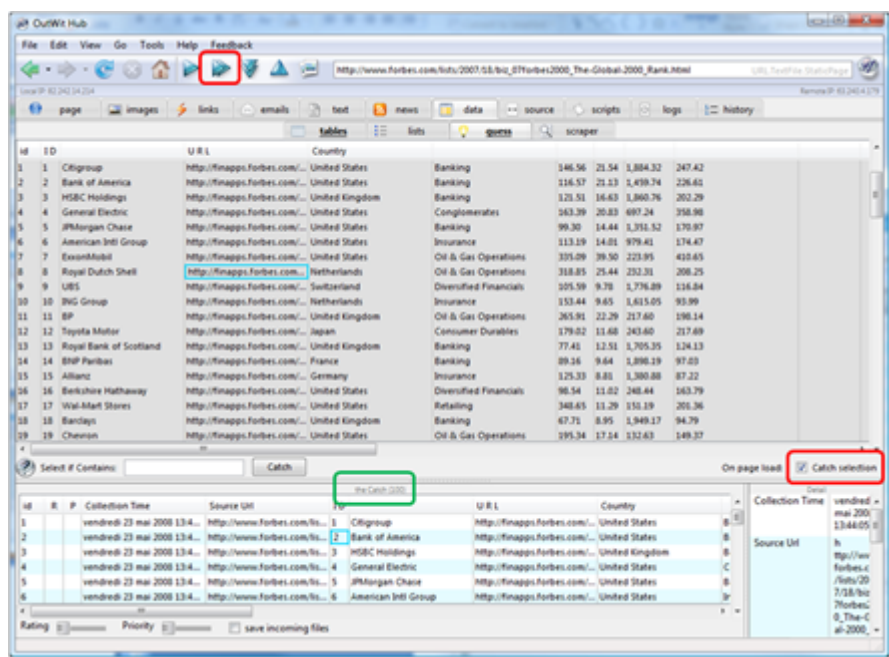 OutWit Hub
File Edit View Go Tools Help Feedback
http://www.forbes.com/lists/2007/18/biz_07forbes2000_The-Global-2000_Rank.html
page images links emails text news data source scripts logs history
tables lists guess scraper
id ID URL Country
1 1 Citigroup http://finapps.forbes.com/... United States Banking 146.56 21.54 1,884.32 247.42
2 2 Bank of America http://finapps.forbes.com/... United States Banking 116.57 21.13 1,459.74 226.61
3 3 HSBC Holdings http://finapps.forbes.com/... United Kingdom Banking 121.51 16.63 1,860.76 202.29
4 4 General Electric http://finapps.forbes.com/... United States Conglomerates 163.39 20.83 697.24 358.98
5 5 JPMorgan Chase http://finapps.forbes.com/... United States Banking 99.30 14.44 1,351.52 170.97
6 6 American Intl Group http://finapps.forbes.com/... United States Insurance 113.19 14.01 979.41 174.47
7 7 ExxonMobil http://finapps.forbes.com/... United States Oil & Gas Operations 335.09 39.50 223.95 410.65
8 8 Royal Dutch Shell http://finapps.forbes.com... Netherlands Oil & Gas Operations 318.85 25.44 232.31 208.25
9 9 UBS http://finapps.forbes.com/... Switzerland Diversified Financials 105.59 9.78 1,776.89 116.84
10 10 ING Group http://finapps.forbes.com/... Netherlands Insurance 153.44 9.65 1,615.05 93.99
11 11 BP http://finapps.forbes.com/... United Kingdom Oil & Gas Operations 265.91 22.29 217.60 198.14
12 12 Toyota Motor http://finapps.forbes.com/... Japan Consumer Durables 179.02 11.68 243.60 217.69
13 13 Royal Bank of Scotland http://finapps.forbes.com/... United Kingdom Banking 77.41 12.51 1,705.35 124.13
14 14 BNP Paribas http://finapps.forbes.com/... France Banking 89.16 9.64 1,898.19 97.03
15 15 Allianz http://finapps.forbes.com/... Germany Insurance 125.33 8.81 1,380.88 87.22
16 16 Berkshire Hathaway http://finapps.forbes.com/... United States Diversified Financials 98.54 11.02 248.44 163.79
17 17 Wal-Mart Stores http://finapps.forbes.com/... United States Retailing 348.65 11.29 151.19 201.36
18 18 Barclays http://finapps.forbes.com/... United Kingdom Banking 67.71 8.95 1,949.17 94.79
19 19 Chevron http://finapps.forbes.com/... United States Oil & Gas Operations 195.34 17.14 132.63 149.37
Select if Contains: Catch On page load: Catch selection
the Catch (100)
id R P Collection Time Source Url ID URL Country
1 vendredi 23 mai 2008 13:4... http://www.forbes.com/lis... 1 Citigroup http://finapps.forbes.com/... United States B
2 vendredi 23 mai 2008 13:4... http://www.forbes.com/lis... 2 Bank of America http://finapps.forbes.com/... United States B
3 vendredi 23 mai 2008 13:4... http://www.forbes.com/lis... 3 HSBC Holdings http://finapps.forbes.com/... United Kingdom B
4 vendredi 23 mai 2008 13:4... http://www.forbes.com/lis... 4 General Electric http://finapps.forbes.com/... United States C
5 vendredi 23 mai 2008 13:4... http://www.forbes.com/lis... 5 JPMorgan Chase http://finapps.forbes.com/... United States B
6 vendredi 23 mai 2008 13:4... http://www.forbes.com/lis... 6 American Intl Group http://finapps.forbes.com/... United States
Detail
Collection Time vendred
mai 200
13:44:05
Source Url h
ttp://ww
forbes.c
/lists/20
7/18/biz
0_The-G
al-2000_
Rating Priority save incoming files